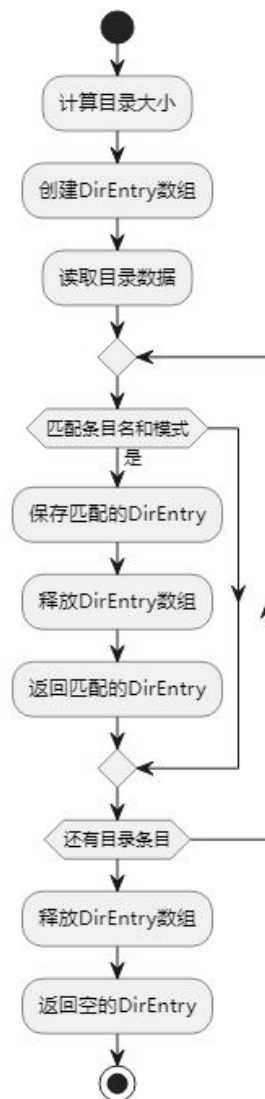 计算目录大小
创建DirEntry数组
读取目录数据
匹配条目名和模式
是
保存匹配的DirEntry
释放DirEntry数组
返回匹配的DirEntry
还有目录条目
释放DirEntry数组
返回空的DirEntry